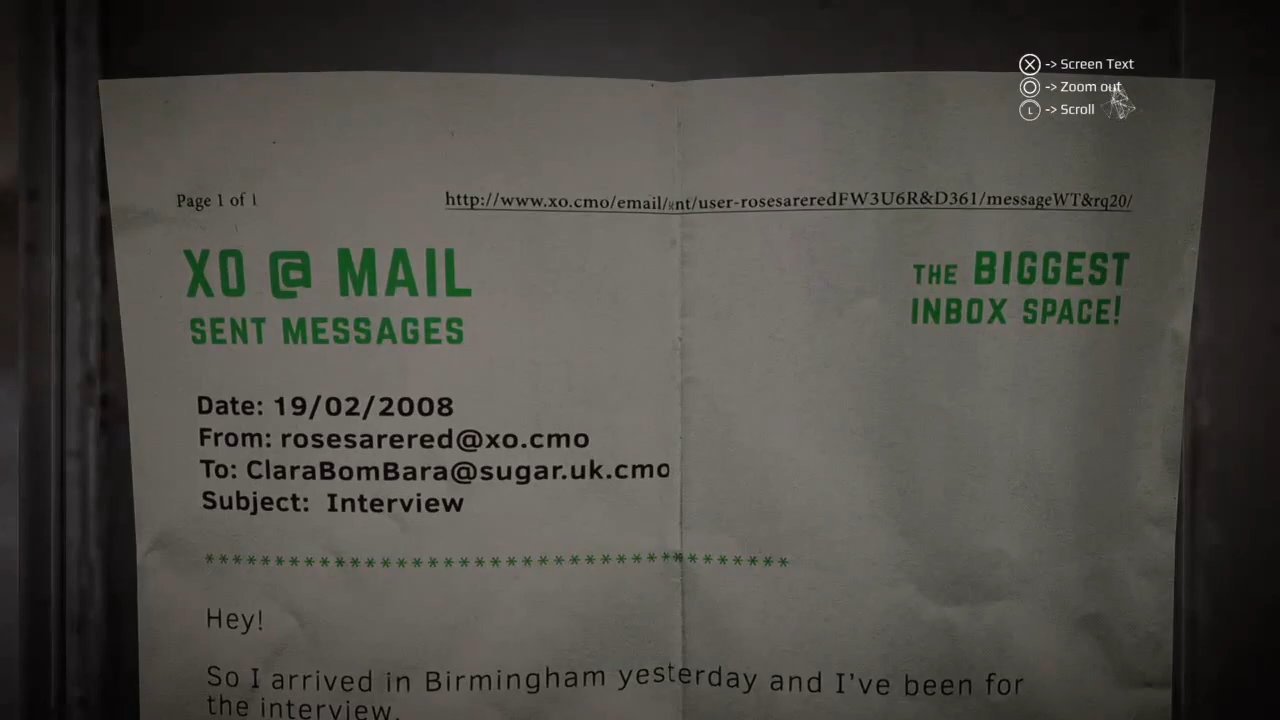 Ⓧ -> Screen Text
◯ -> Zoom out
Ⓛ -> Scroll
Page 1 of 1
http://www.xo.cmo/email/snt/user-rosesareredFW3U6R&D361/messageWT&rq20/
XO @ MAIL
SENT MESSAGES
THE BIGGEST
INBOX SPACE!
Date: 19/02/2008
From: rosesarered@xo.cmo
To: ClaraBomBara@sugar.uk.cmo
Subject: Interview
*****************************************
Hey!
So I arrived in Birmingham yesterday and I've been for
the interview.